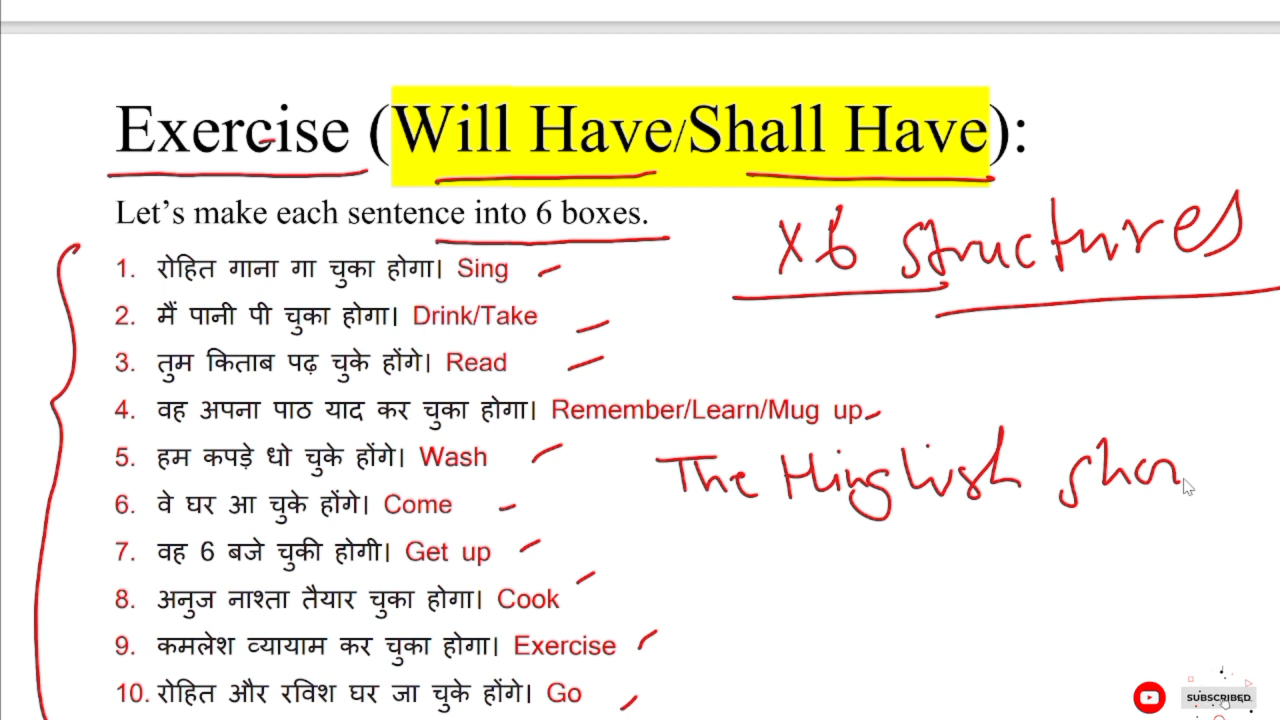 Exercise (Will Have/Shall Have):
Let’s make each sentence into 6 boxes.
x6 structures
1. रोहित गाना गा चुका होगा। Sing
2. मैं पानी पी चुका होगा। Drink/Take
3. तुम किताब पढ़ चुके होंगे। Read
4. वह अपना पाठ याद कर चुका होगा। Remember/Learn/Mug up
5. हम कपड़े धो चुके होंगे। Wash
The Hinglish shor
6. वे घर आ चुके होंगे। Come
7. वह 6 बजे चुकी होगी। Get up
8. अनुज नाश्ता तैयार चुका होगा। Cook
9. कमलेश व्यायाम कर चुका होगा। Exercise
10. रोहित और रविश घर जा चुके होंगे। Go
SUBSCRIBED